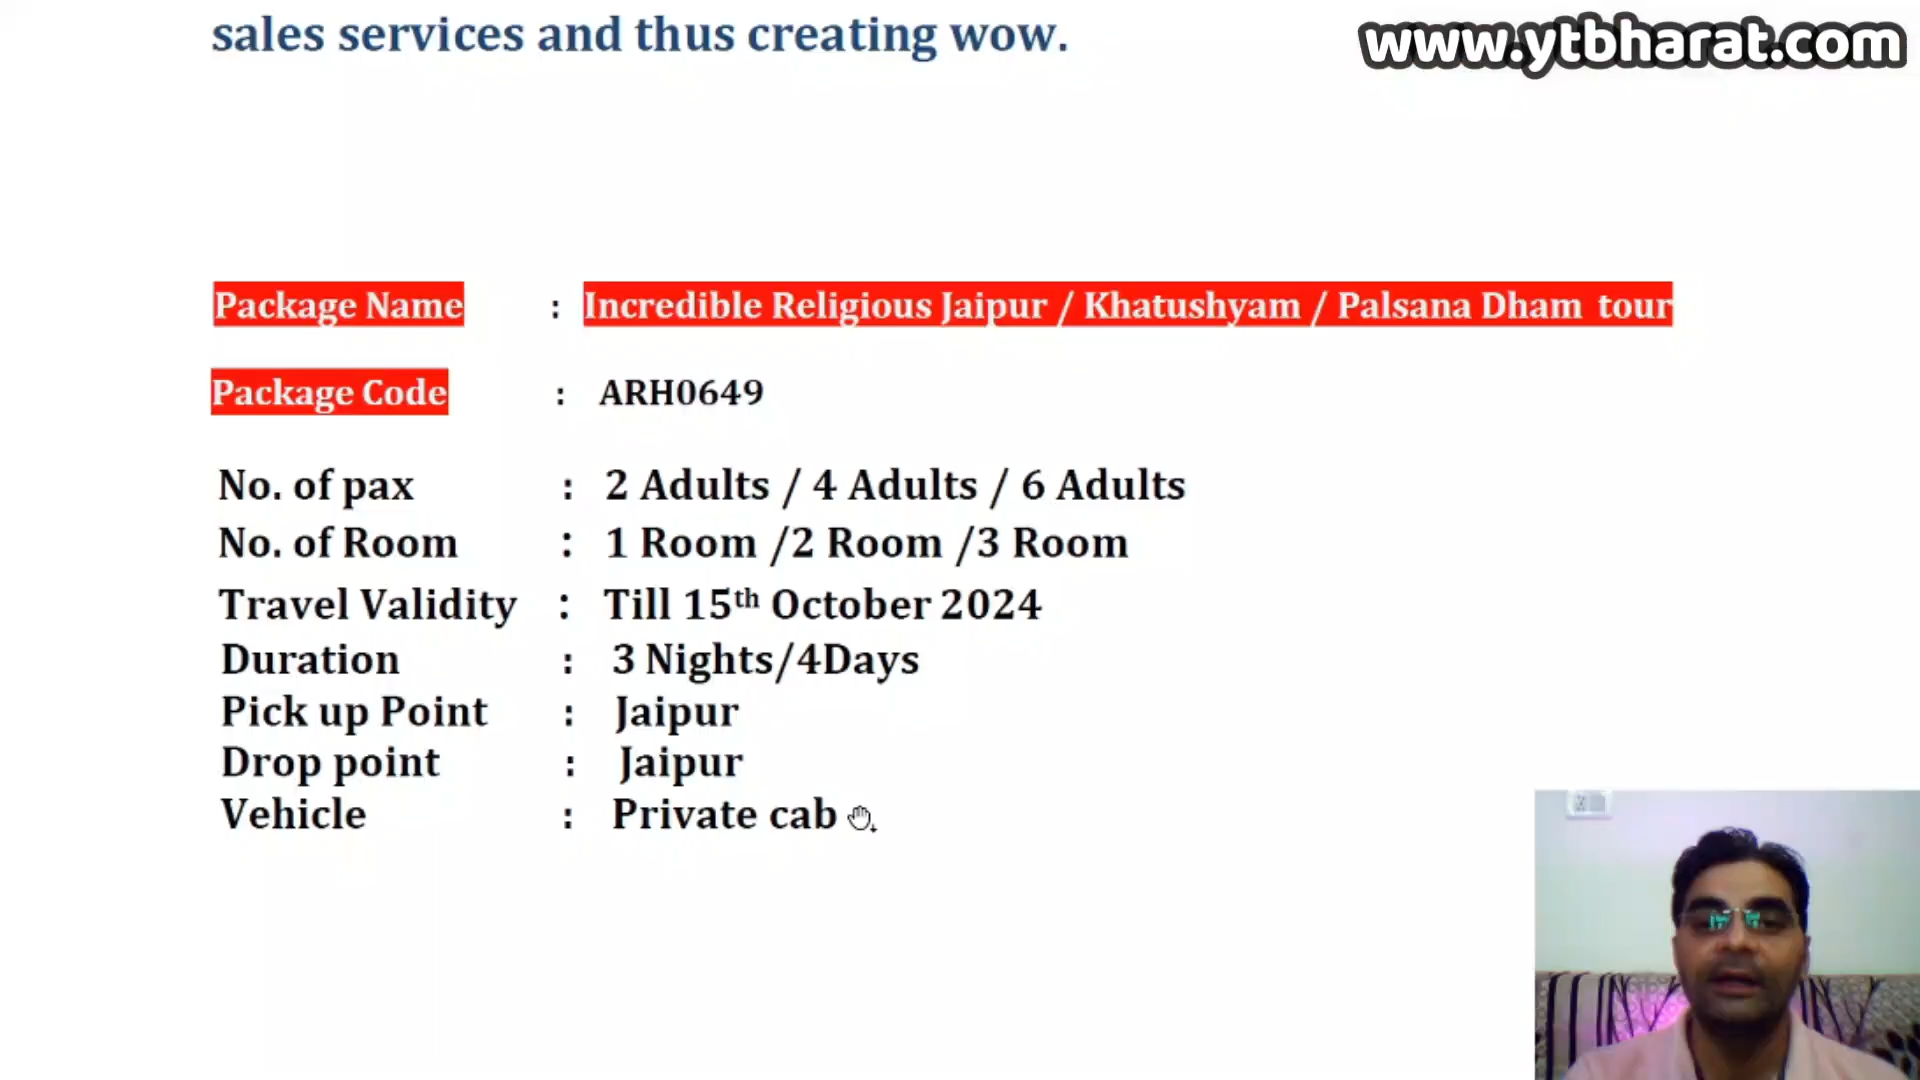 sales services and thus creating wow.
www.ytbharat.com
Package Name : Incredible Religious Jaipur / Khatushyam / Palsana Dham tour
Package Code : ARH0649
No. of pax : 2 Adults / 4 Adults / 6 Adults
No. of Room : 1 Room /2 Room /3 Room
Travel Validity : Till 15th October 2024
Duration : 3 Nights/4Days
Pick up Point : Jaipur
Drop point : Jaipur
Vehicle : Private cab